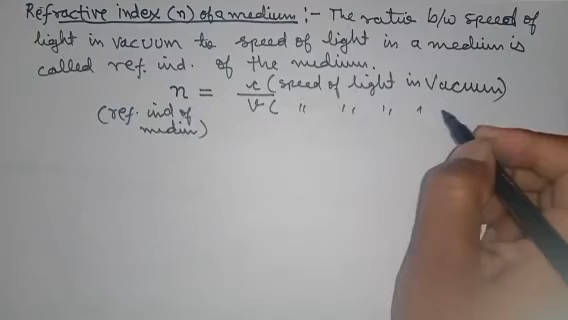 Refractive index (n) of a medium :- The ratio b/w speed of
light in vacuum to speed of light in a medium is
called ref. ind. of the medium.
n = c (speed of light in Vacuum)
(ref. ind of
medium)
v ( " " " "